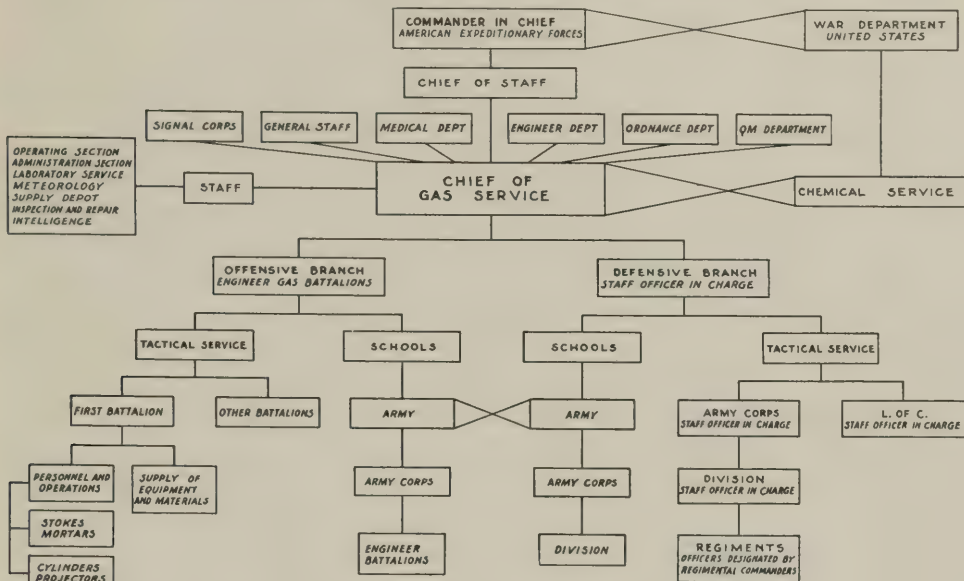 COMMANDER IN CHIEF
AMERICAN EXPEDITIONARY FORCES
WAR DEPARTMENT
UNITED STATES
CHIEF OF STAFF
SIGNAL CORPS
GENERAL STAFF
MEDICAL DEPT
ENGINEER DEPT
ORDNANCE DEPT
QM DEPARTMENT
OPERATING SECTION
ADMINISTRATION SECTION
LABORATORY SERVICE
METEOROLOGY
SUPPLY DEPOT
INSPECTION AND REPAIR
INTELLIGENCE
STAFF
CHIEF OF
GAS SERVICE
CHEMICAL SERVICE
OFFENSIVE BRANCH
ENGINEER GAS BATTALIONS
DEFENSIVE BRANCH
STAFF OFFICER IN CHARGE
TACTICAL SERVICE
SCHOOLS
SCHOOLS
TACTICAL SERVICE
FIRST BATTALION
OTHER BATTALIONS
ARMY
ARMY
ARMY CORPS
STAFF OFFICER IN CHARGE
L. OF C.
STAFF OFFICER IN CHARGE
PERSONNEL AND
OPERATIONS
SUPPLY OF
EQUIPMENT
AND MATERIALS
ARMY CORPS
ARMY CORPS
DIVISION
STAFF OFFICER IN CHARGE
STOKES
MORTARS
ENGINEER
BATTALIONS
DIVISION
REGIMENTS
OFFICERS DESIGNATED BY
REGIMENTAL COMMANDERS
CYLINDERS
PROJECTORS